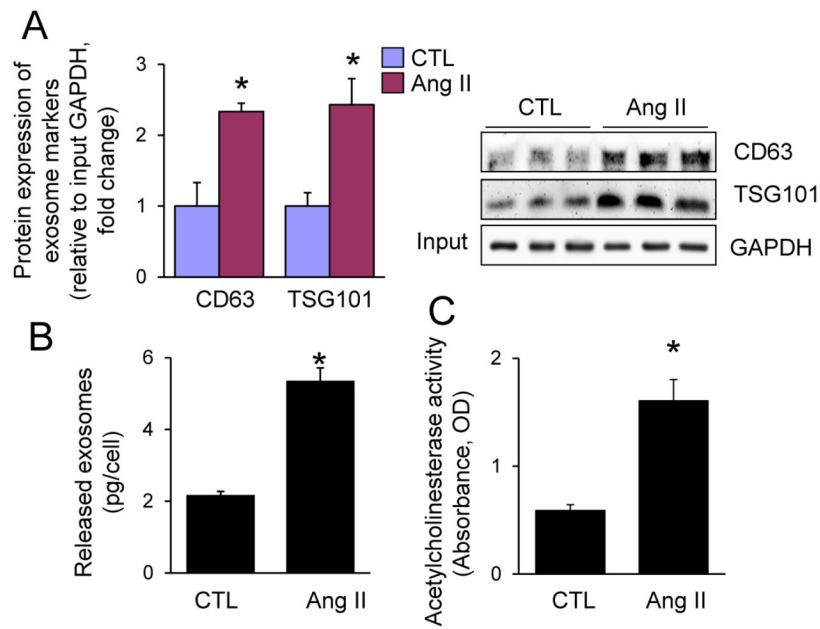 A
Protein expression of
exosome markers
(relative to input GAPDH,
fold change)
3
2
1
0
* *
CD63 TSG101
CTL
Ang II
CTL Ang II
CD63
TSG101
Input GAPDH
B
Released exosomes
(pg/cell)
6
4
2
0
*
CTL Ang II
C
Acetylcholinesterase activity
(Absorbance, OD)
2
1
0
*
CTL Ang II